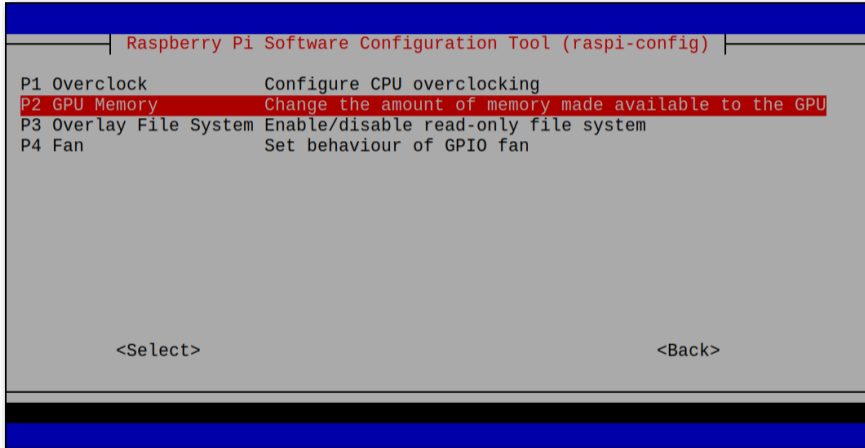 Raspberry Pi Software Configuration Tool (raspi-config)
P1 Overclock Configure CPU overclocking
P2 GPU Memory Change the amount of memory made available to the GPU
P3 Overlay File System Enable/disable read-only file system
P4 Fan Set behaviour of GPIO fan
<Select> <Back>